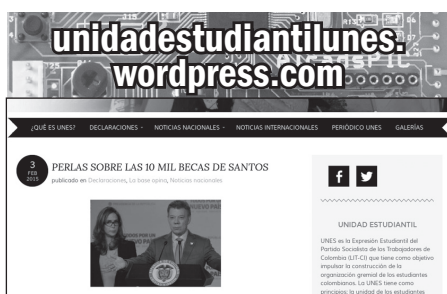 unidadestudiantilunes.
wordpress.com
¿QUÉ ES UNES? DECLARACIONES NOTICIAS NACIONALES NOTICIAS INTERNACIONALES PERIÓDICO UNES GALERÍAS
3
FEB
2015
PERLAS SOBRE LAS 10 MIL BECAS DE SANTOS
publicado en Declaraciones, La base opina, Noticias nacionales
UNIDAD ESTUDIANTIL
UNES es la Expresión Estudiantil del
Partido Socialista de los Trabajadores de
Colombia (LIT-CI) que tiene como objetivo
impulsar la construcción de la
organización gremial de los estudiantes
colombianos. La UNES tiene como
principios: la unidad de los estudiantes